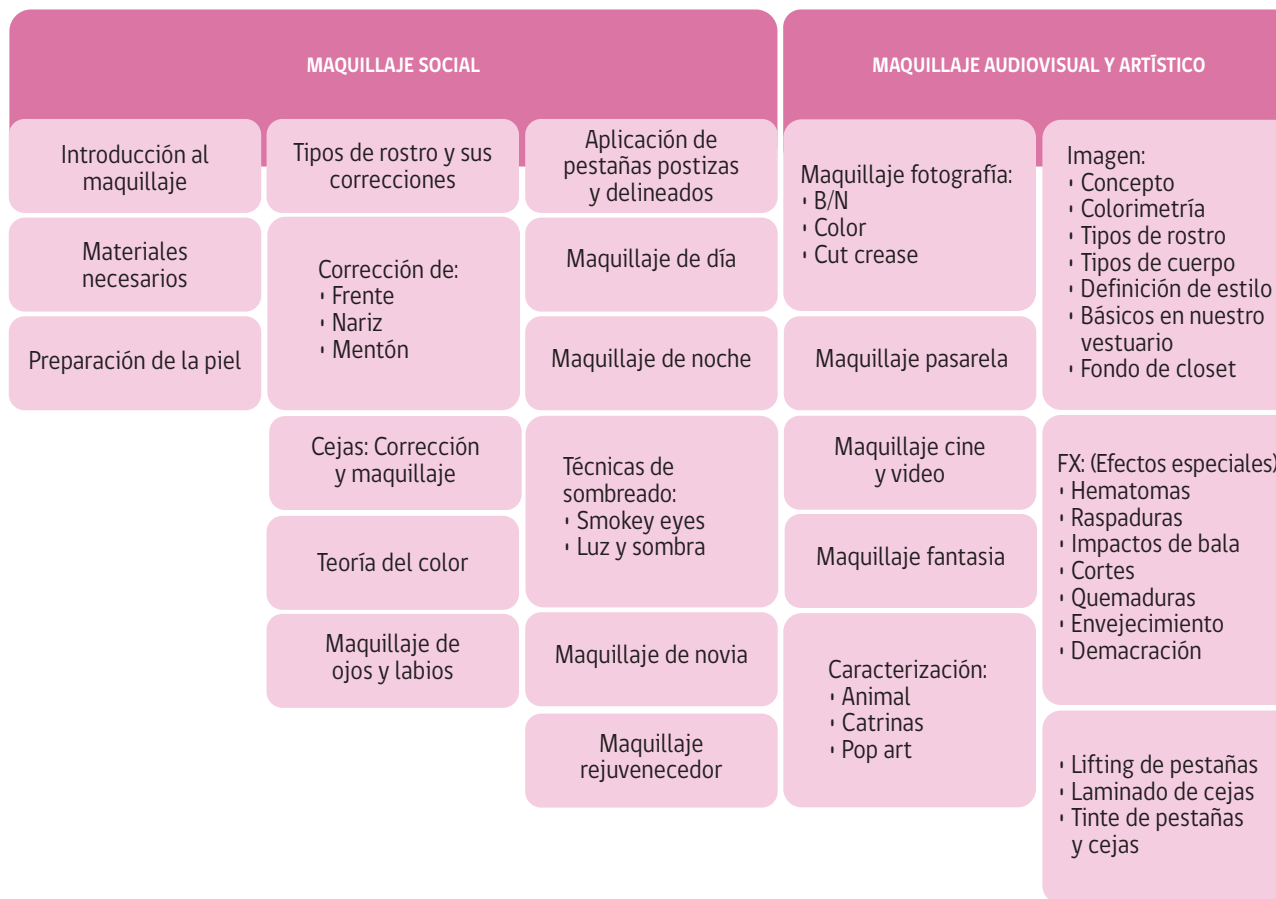 MAQUILLAJE SOCIAL
Introducción al
maquillaje
Materiales
necesarios
Preparación de la piel
Tipos de rostro y sus
correcciones
Corrección de:
• Frente
• Nariz
• Mentón
Cejas: Corrección
y maquillaje
Teoría del color
Maquillaje de
ojos y labios
Aplicación de
pestañas postizas
y delineados
Maquillaje de día
Maquillaje de noche
Técnicas de
sombreado:
• Smokey eyes
• Luz y sombra
Maquillaje de novia
Maquillaje
rejuvenecedor
MAQUILLAJE AUDIOVISUAL Y ARTÍSTICO
Maquillaje fotografía:
• B/N
• Color
• Cut crease
Maquillaje pasarela
Maquillaje cine
y video
Maquillaje fantasia
Caracterización:
• Animal
• Catrinas
• Pop art
Imagen:
• Concepto
• Colorimetría
• Tipos de rostro
• Tipos de cuerpo
• Definición de estilo
• Básicos en nuestro
vestuario
• Fondo de closet
FX: (Efectos especiales)
• Hematomas
• Raspaduras
• Impactos de bala
• Cortes
• Quemaduras
• Envejecimiento
• Demacración
• Lifting de pestañas
• Laminado de cejas
• Tinte de pestañas
y cejas